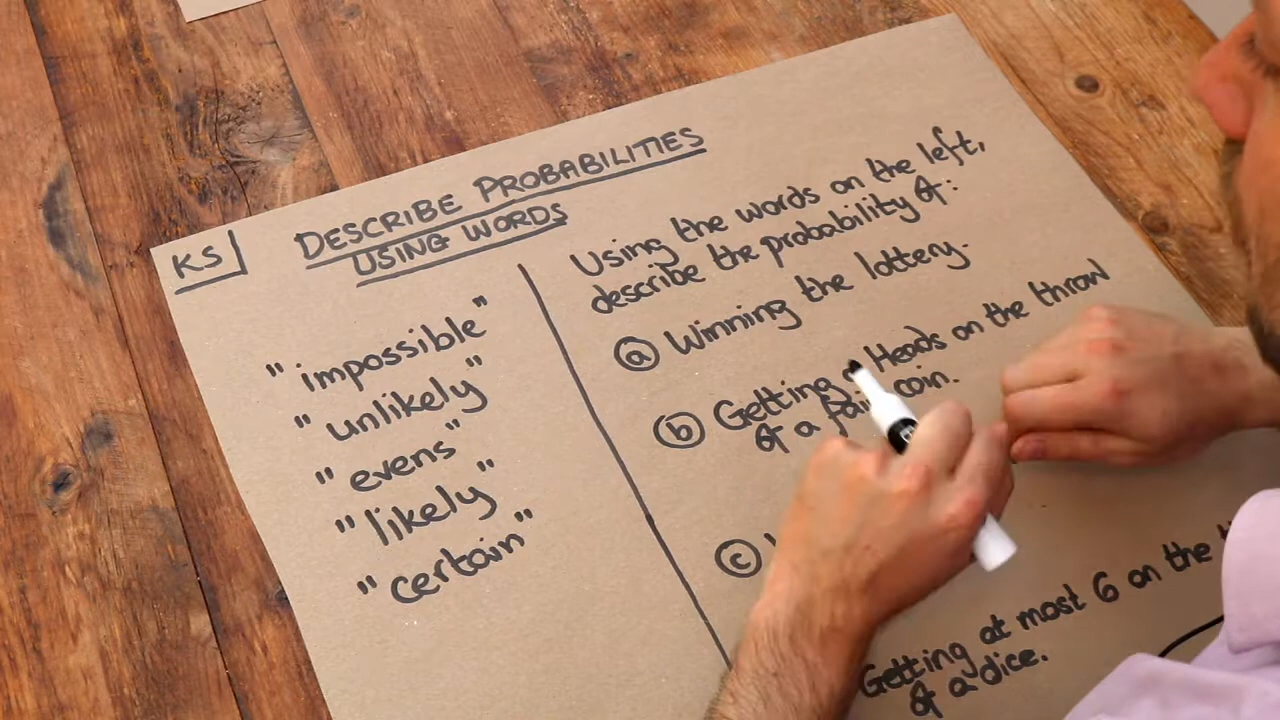 KS
DESCRIBE PROBABILITIES
USING WORDS
"impossible"
"unlikely"
"evens"
"likely"
"certain"
Using the words on the left,
describe the probability of:
(a) Winning the lottery.
(b) Getting Heads on the throw
of a fair coin.
(c)
Getting at most 6 on the
of a dice.